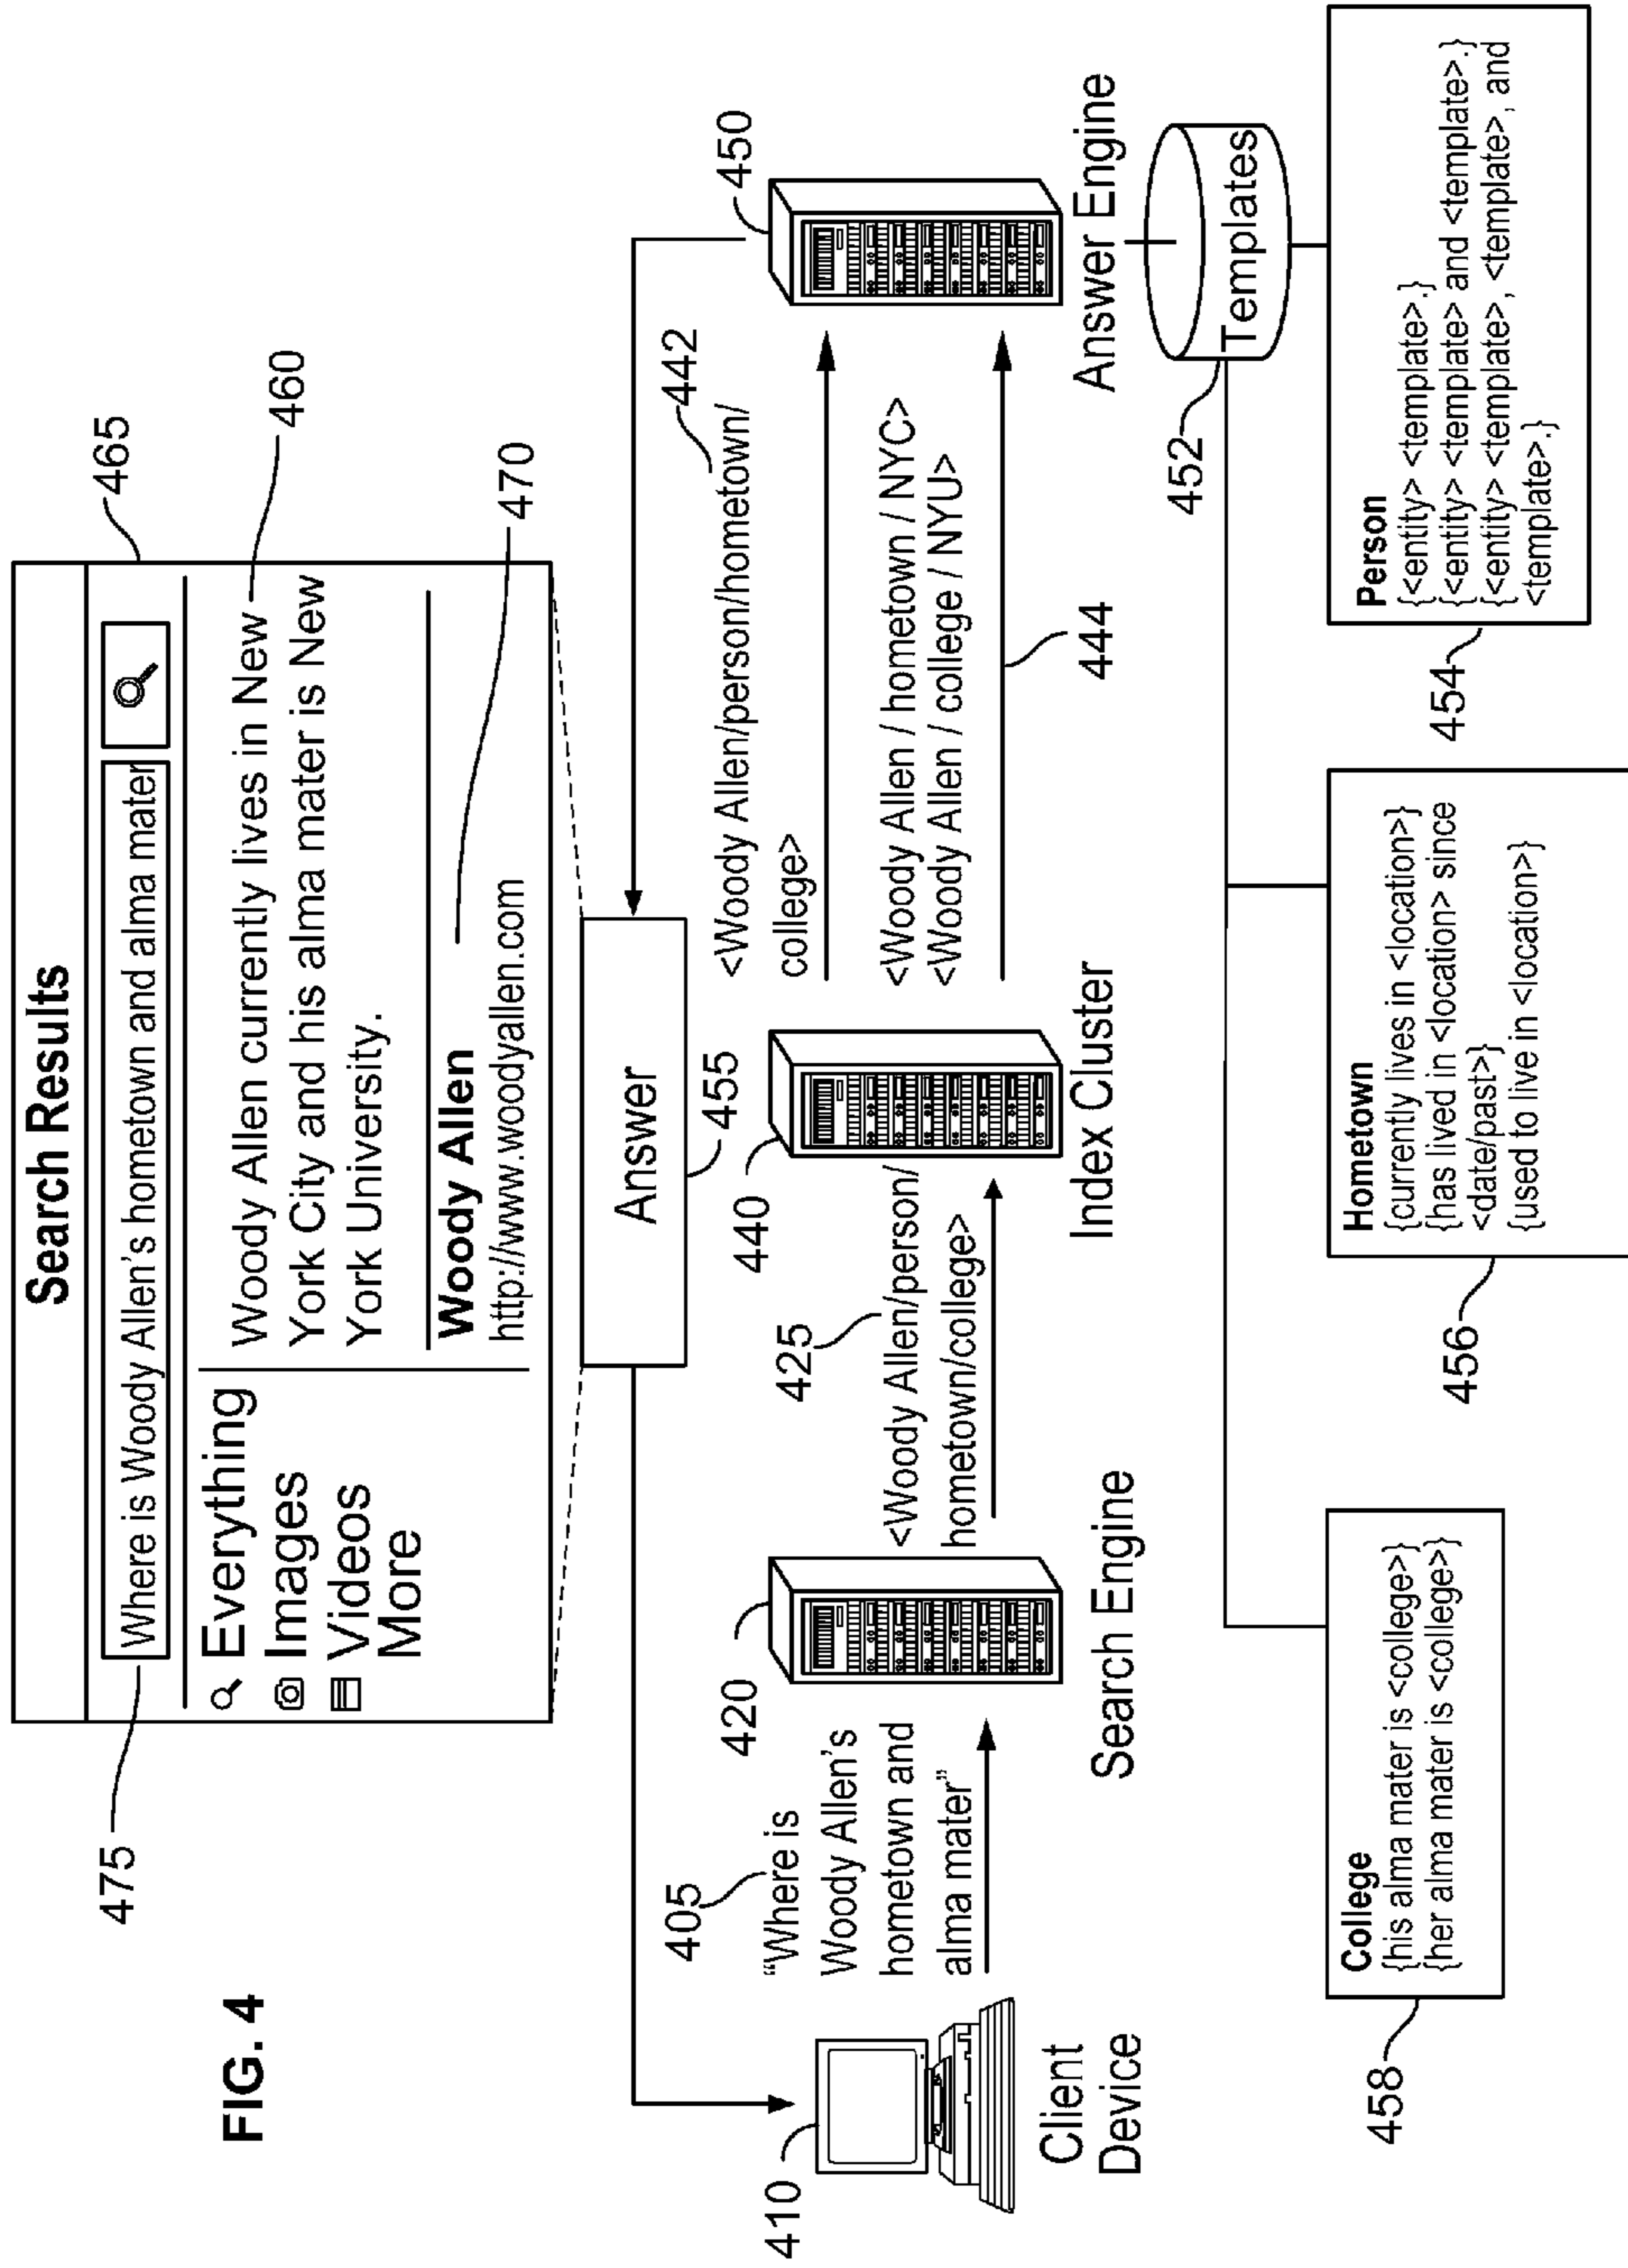 FIG. 4
Search Results
475
Where is Woody Allen's hometown and alma mater
465
Everything
Images
Videos
More
Woody Allen currently lives in New
York City and his alma mater is New
York University.
460
Woody Allen
http://www.woodyallen.com
470
Answer
455
410
Client
Device
405
“Where is
Woody Allen's
hometown and
alma mater”
420
Search Engine
425
<Woody Allen/person/
hometown/college>
440
Index Cluster
442
<Woody Allen/person/hometown/
college>
<Woody Allen / hometown / NYC>
<Woody Allen / college / NYU>
444
450
Answer Engine
452
Templates
College
{his alma mater is <college>}
{her alma mater is <college>}
458
Hometown
{currently lives in <location>}
{has lived in <location> since
<date/past>}
{used to live in <location>}
456
Person
{<entity> <template>.}
{<entity> <template> and <template>.}
{<entity> <template>, <template>, and
<template>.}
454